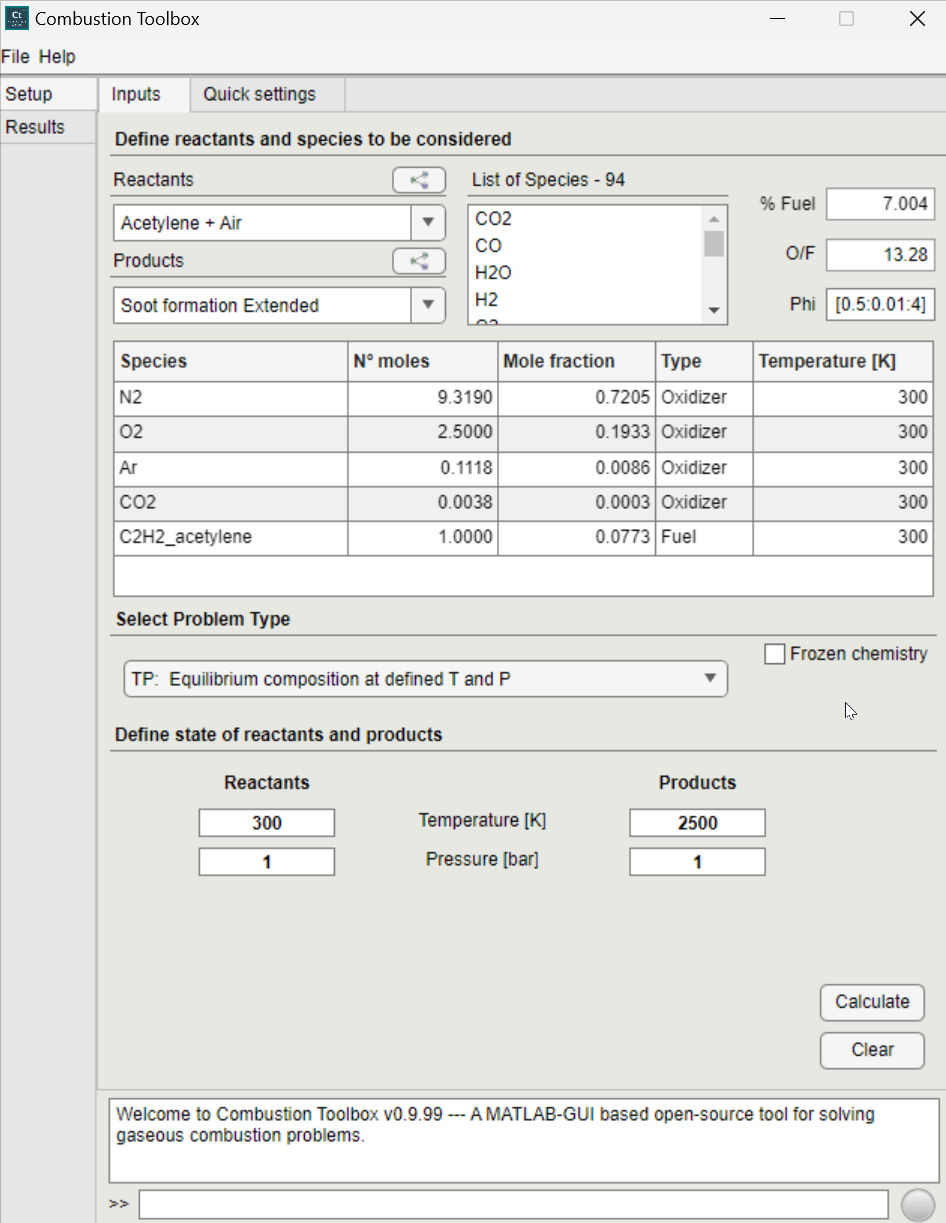 Ct
Combustion Toolbox
File Help
Setup
Results
Inputs Quick settings
Define reactants and species to be considered
Reactants
Acetylene + Air
Products
Soot formation Extended
List of Species - 94
CO2
CO
H2O
H2
% Fuel 7.004
O/F 13.28
Phi [0.5:0.01:4]
Species Nº moles Mole fraction Type Temperature [K]
N2 9.3190 0.7205 Oxidizer 300
O2 2.5000 0.1933 Oxidizer 300
Ar 0.1118 0.0086 Oxidizer 300
CO2 0.0038 0.0003 Oxidizer 300
C2H2_acetylene 1.0000 0.0773 Fuel 300
Select Problem Type
Frozen chemistry
TP: Equilibrium composition at defined T and P
Define state of reactants and products
Reactants Products
300 Temperature [K] 2500
1 Pressure [bar] 1
Calculate
Clear
Welcome to Combustion Toolbox v0.9.99 --- A MATLAB-GUI based open-source tool for solving
gaseous combustion problems.
>>